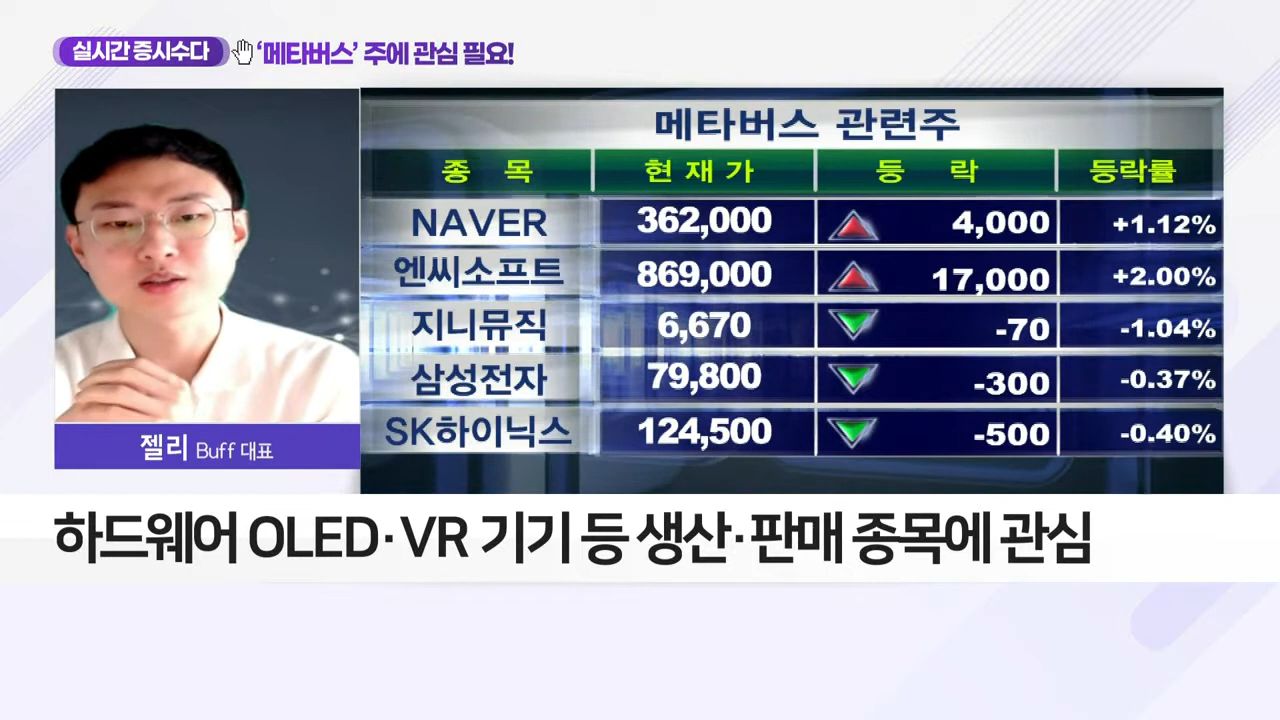 실시간 증시수다 '메타버스' 주에 관심 필요!
메타버스 관련주
종 목 현 재 가 등 락 등락률
NAVER 362,000 4,000 +1.12%
엔씨소프트 869,000 17,000 +2.00%
지니뮤직 6,670 -70 -1.04%
삼성전자 79,800 -300 -0.37%
SK하이닉스 124,500 -500 -0.40%
젤리 Buff 대표
하드웨어 OLED·VR 기기 등 생산·판매 종목에 관심